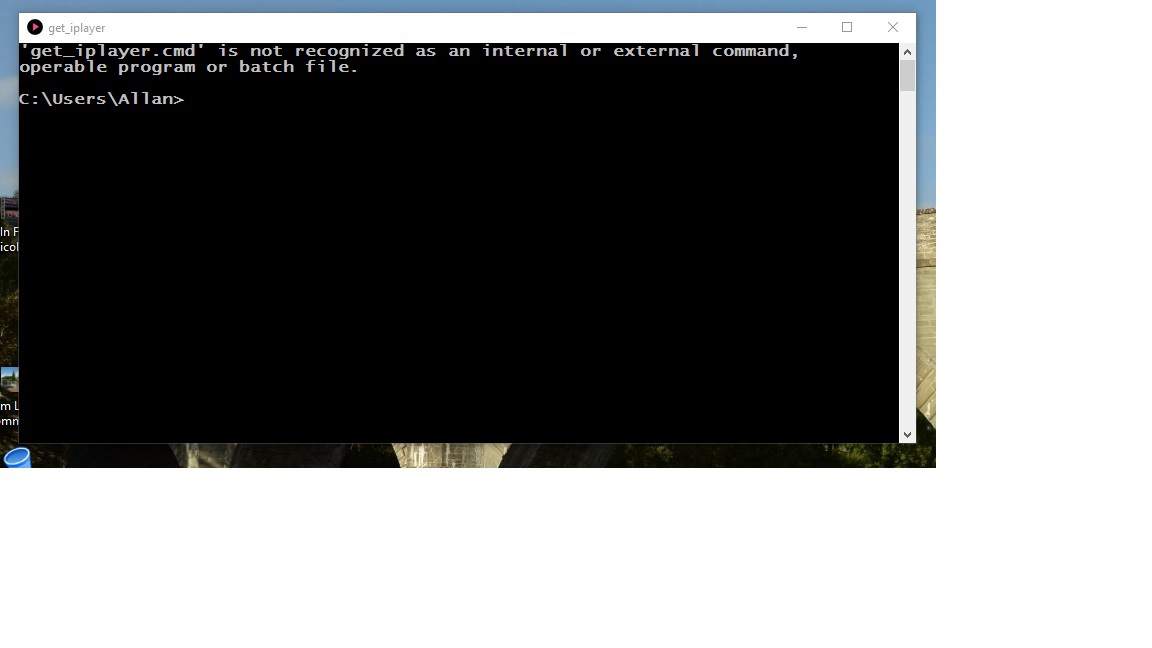 get_iplayer
'get_iplayer.cmd' is not recognized as an internal or external command,
operable program or batch file.
C:\Users\Allan>
In F
icol
m L
omn